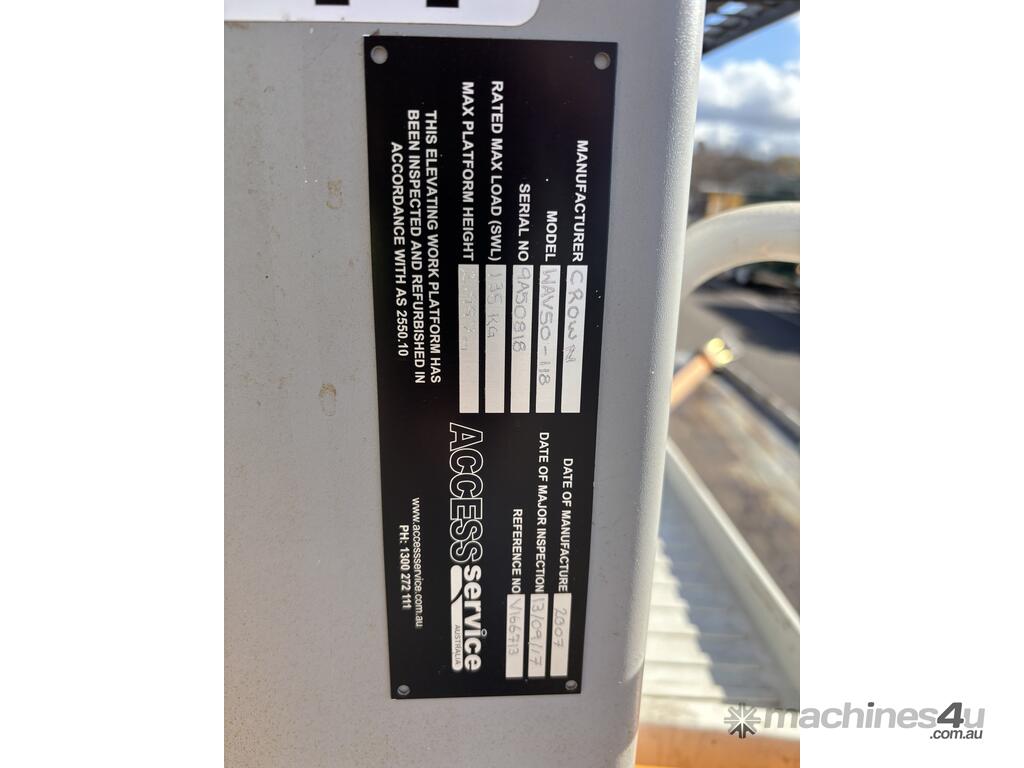 MANUFACTURER CROWN
MODEL WAV50-118
SERIAL NO 9A50818
RATED MAX LOAD (SWL) 135 KG
MAX PLATFORM HEIGHT
THIS ELEVATING WORK PLATFORM HAS
BEEN INSPECTED AND REFURBISHED IN
ACCORDANCE WITH AS 2550.10
DATE OF MANUFACTURE 2007
DATE OF MAJOR INSPECTION 13/09/17
REFERENCE NO V166713
ACCESS service
AUSTRALIA
www.accessservice.com.au
PH: 1300 272 111
machines4u
.com.au